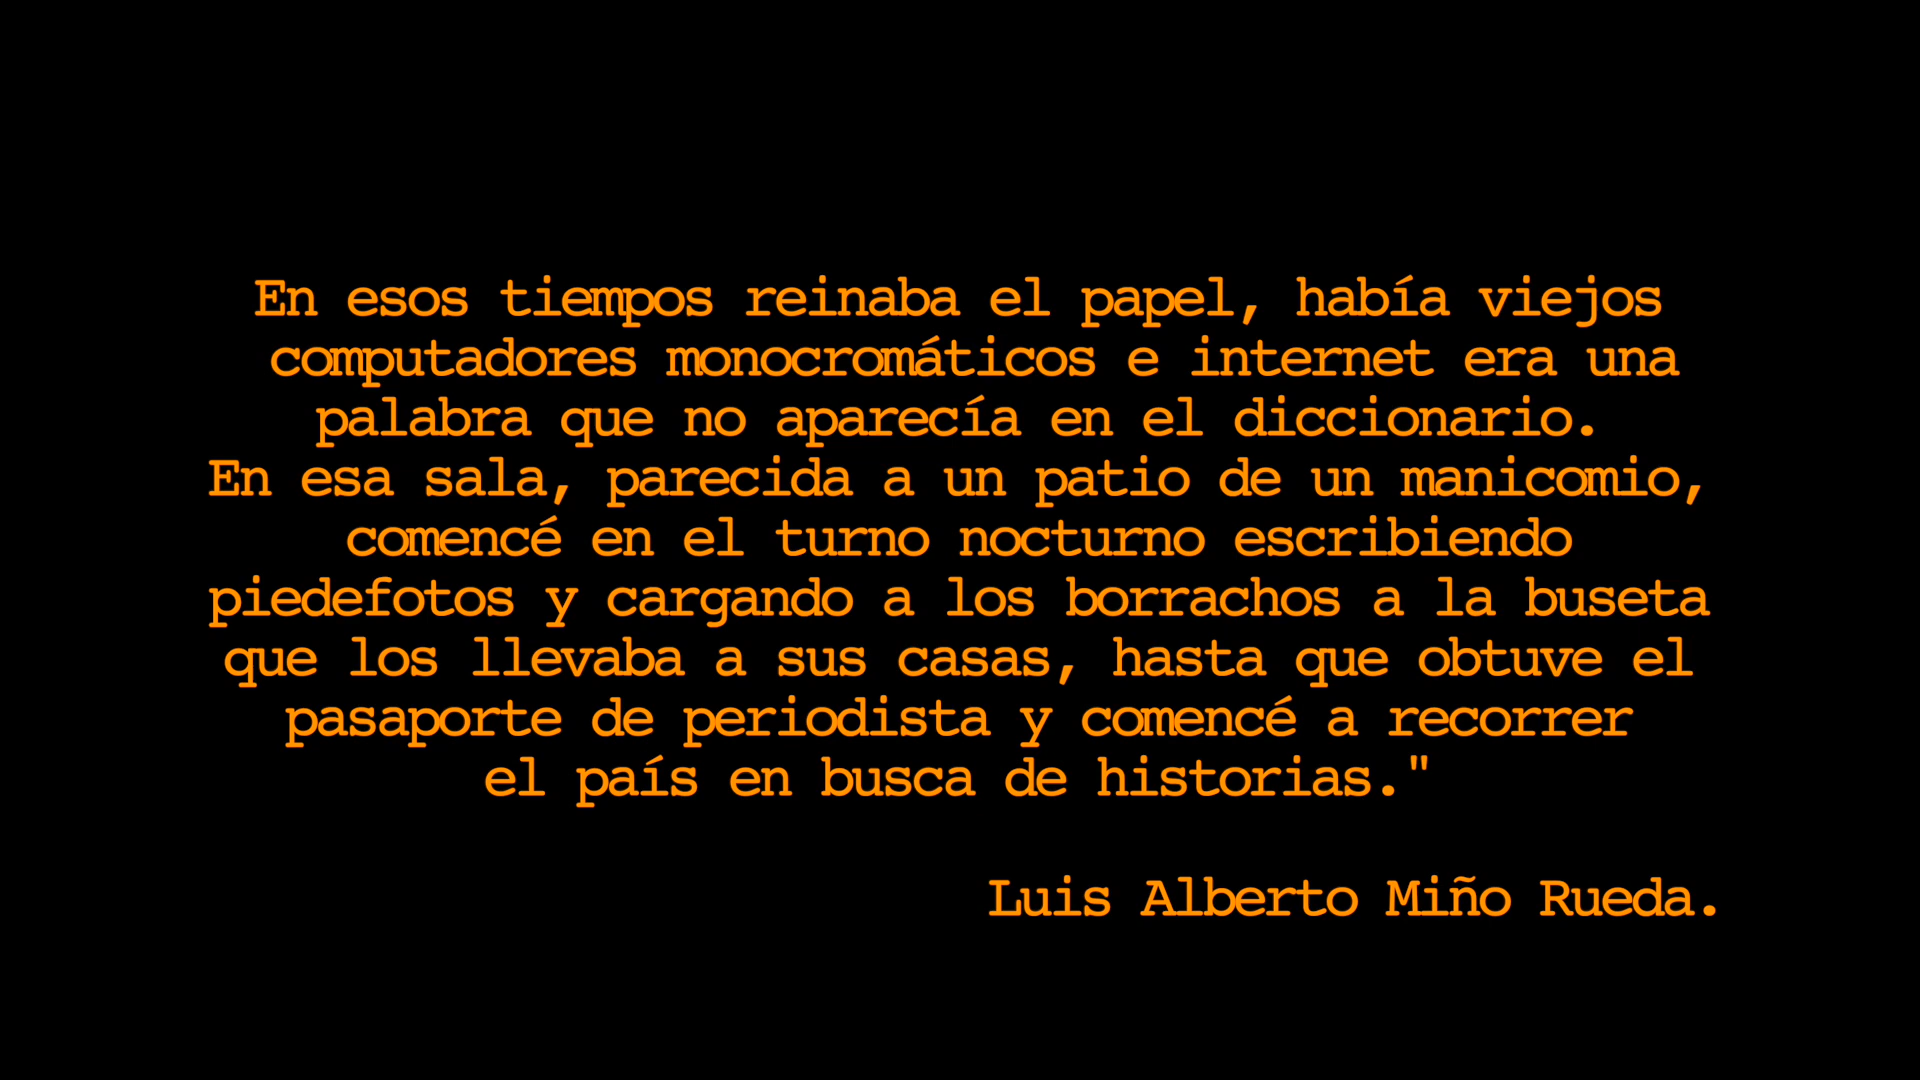 En esos tiempos reinaba el papel, había viejos
computadores monocromáticos e internet era una
palabra que no aparecía en el diccionario.
En esa sala, parecida a un patio de un manicomio,
comencé en el turno nocturno escribiendo
piedefotos y cargando a los borrachos a la buseta
que los llevaba a sus casas, hasta que obtuve el
pasaporte de periodista y comencé a recorrer
el país en busca de historias."
Luis Alberto Miño Rueda.